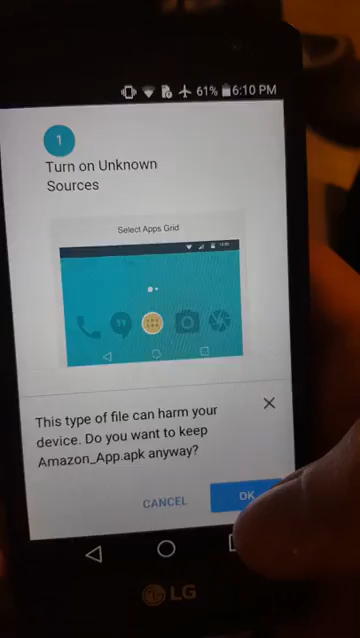 61% 6:10 PM
1
Turn on Unknown
Sources
Select Apps Grid
This type of file can harm your
device. Do you want to keep
Amazon_App.apk anyway?
CANCEL
OK
LG